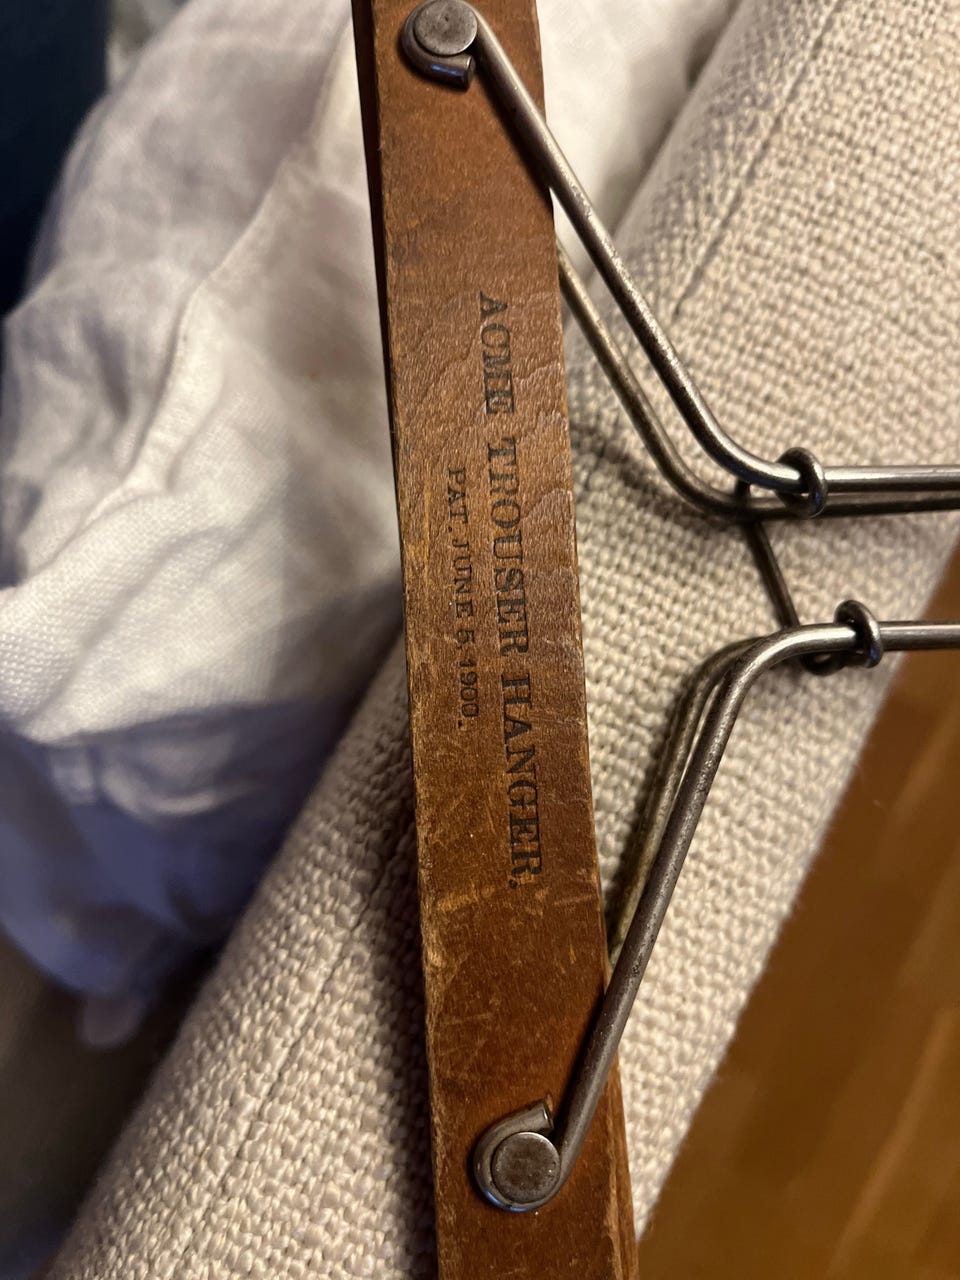 ACME TROUSER HANGER.
PAT. JUNE 5, 1900.